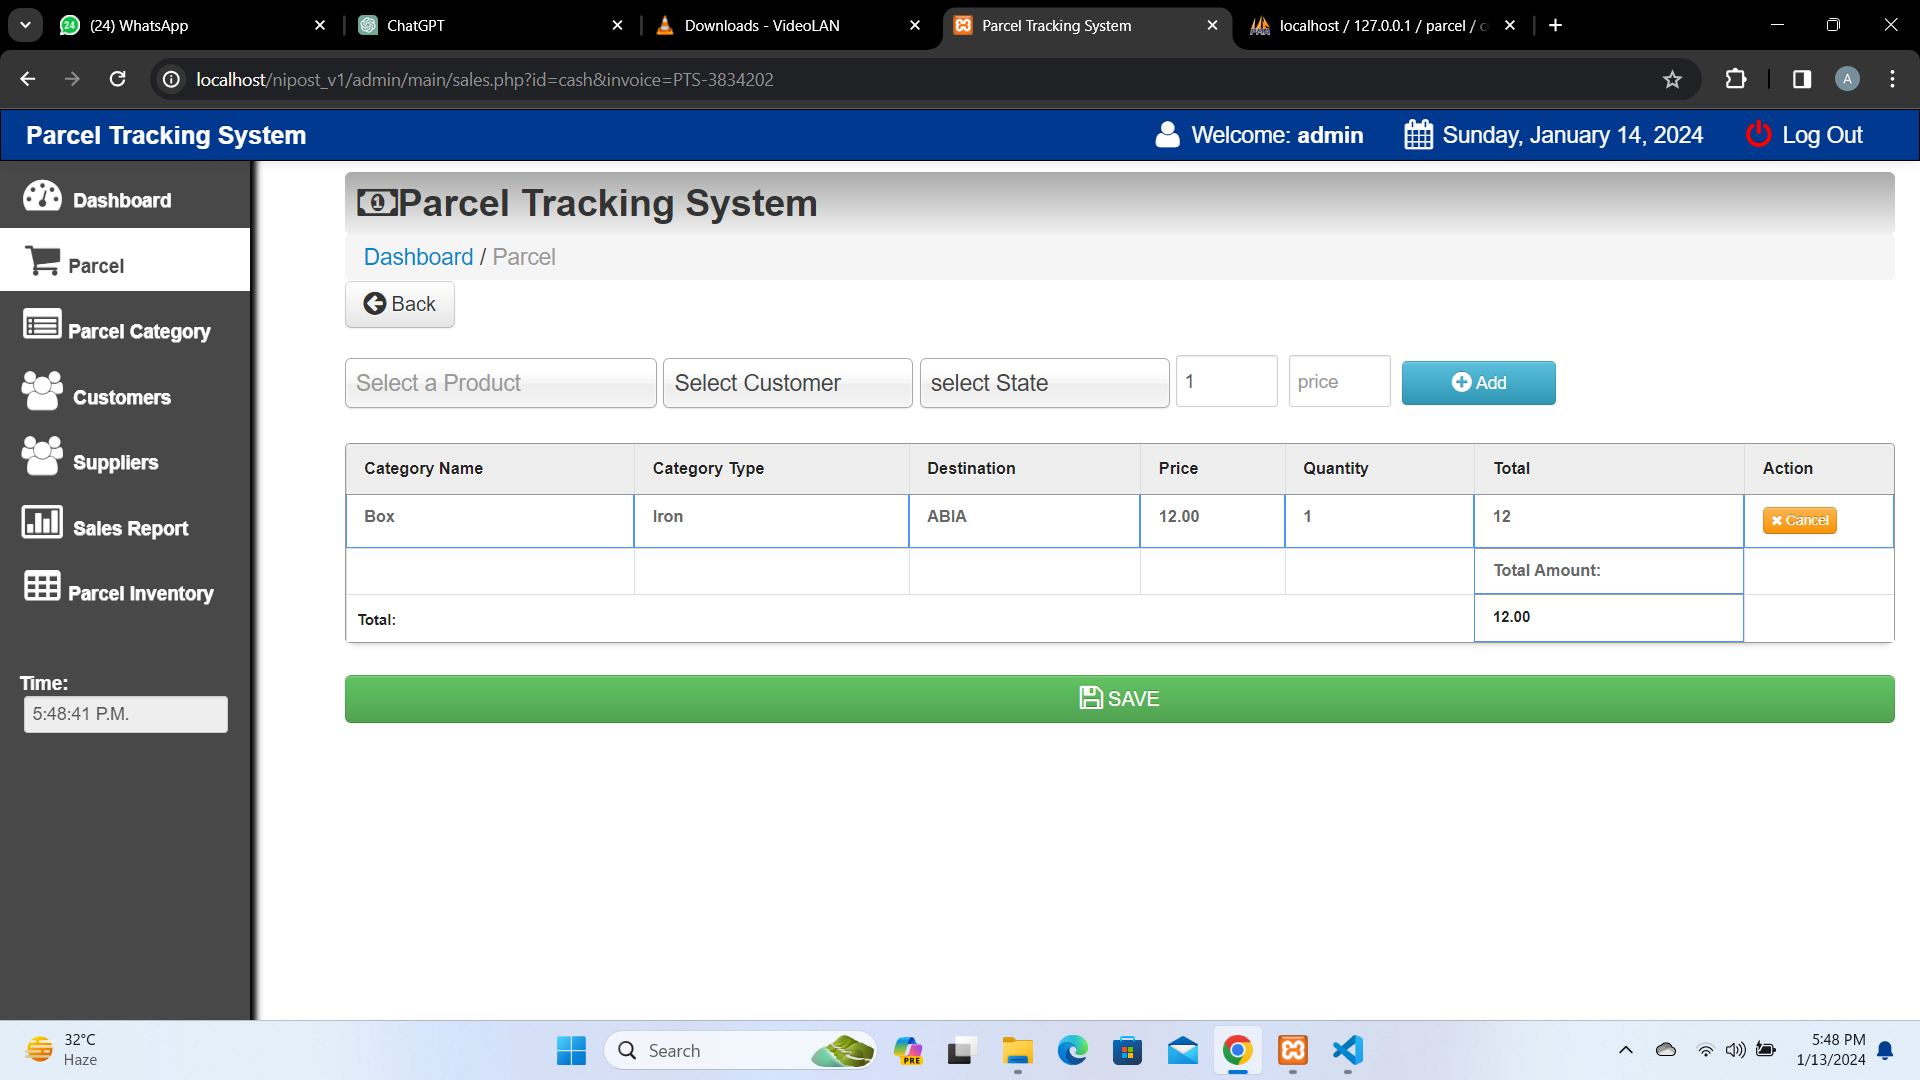 (24) WhatsApp
ChatGPT
Downloads - VideoLAN
Parcel Tracking System
localhost / 127.0.0.1 / parcel /
localhost/nipost_v1/admin/main/sales.php?id=cash&invoice=PTS-3834202
A
Parcel Tracking System
Welcome: admin
Sunday, January 14, 2024
Log Out
Dashboard
Parcel
Parcel Category
Customers
Suppliers
Sales Report
Parcel Inventory
Time:
5:48:41 P.M.
Parcel Tracking System
Dashboard / Parcel
Back
Select a Product
Select Customer
select State
1
price
Add
Category Name Category Type Destination Price Quantity Total Action
Box Iron ABIA 12.00 1 12 Cancel
Total Amount:
Total: 12.00
SAVE
32°C
Haze
Search
PRE
5:48 PM
1/13/2024